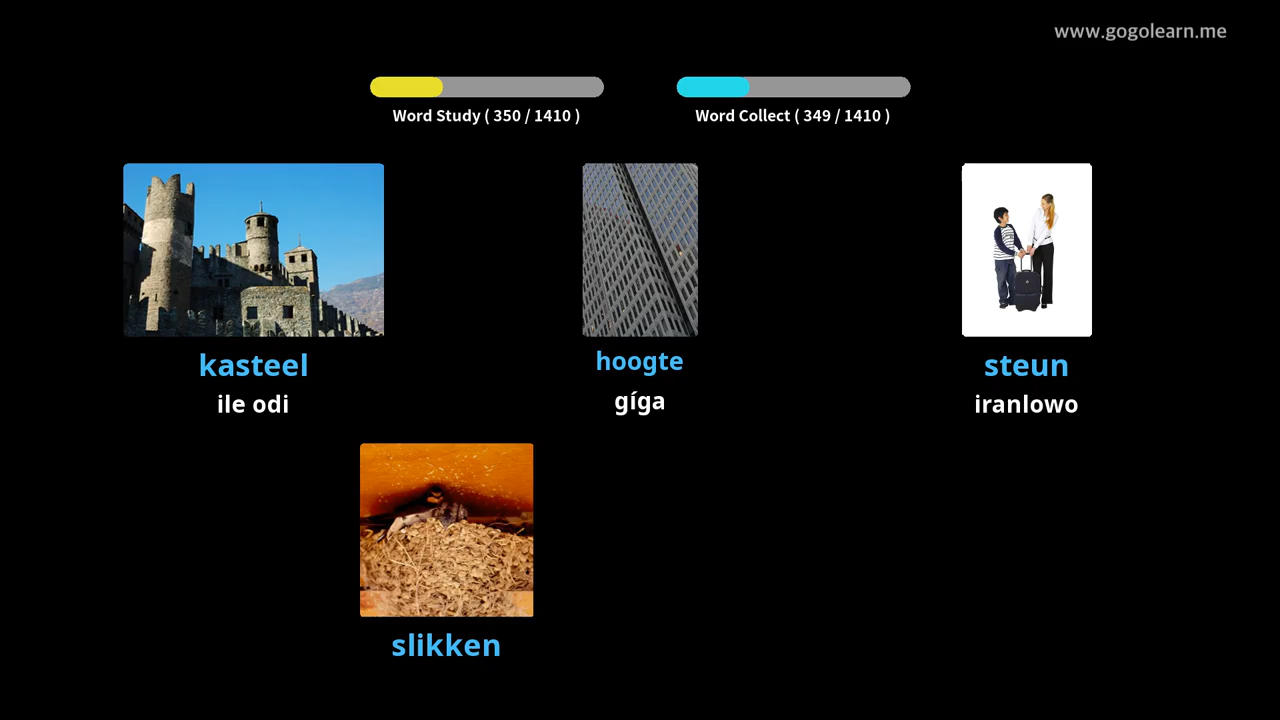 www.gogolearn.me
Word Study ( 350 / 1410 )
Word Collect ( 349 / 1410 )
kasteel
ile odi
hoogte
gíga
steun
iranlowo
slikken